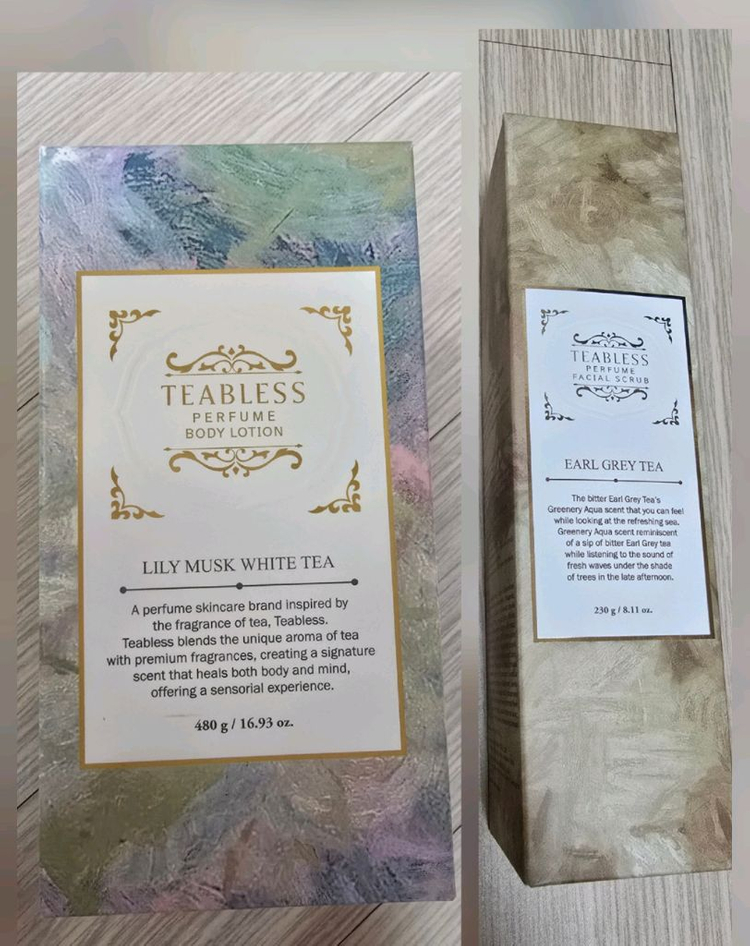 TEABLESS
PERFUME
BODY LOTION
LILY MUSK WHITE TEA
A perfume skincare brand inspired by
the fragrance of tea, Teabless.
Teabless blends the unique aroma of tea
with premium fragrances, creating a signature
scent that heals both body and mind,
offering a sensorial experience.
480 g / 16.93 oz.
TEABLESS
PERFUME
FACIAL SCRUB
EARL GREY TEA
The bitter Earl Grey Tea's
Greenery Aqua scent that you can feel
while looking at the refreshing sea.
Greenery Aqua scent reminiscent
of a sip of bitter Earl Grey tea
while listening to the sound of
fresh waves under the shade
of trees in the late afternoon.
230 g / 8.11 oz.